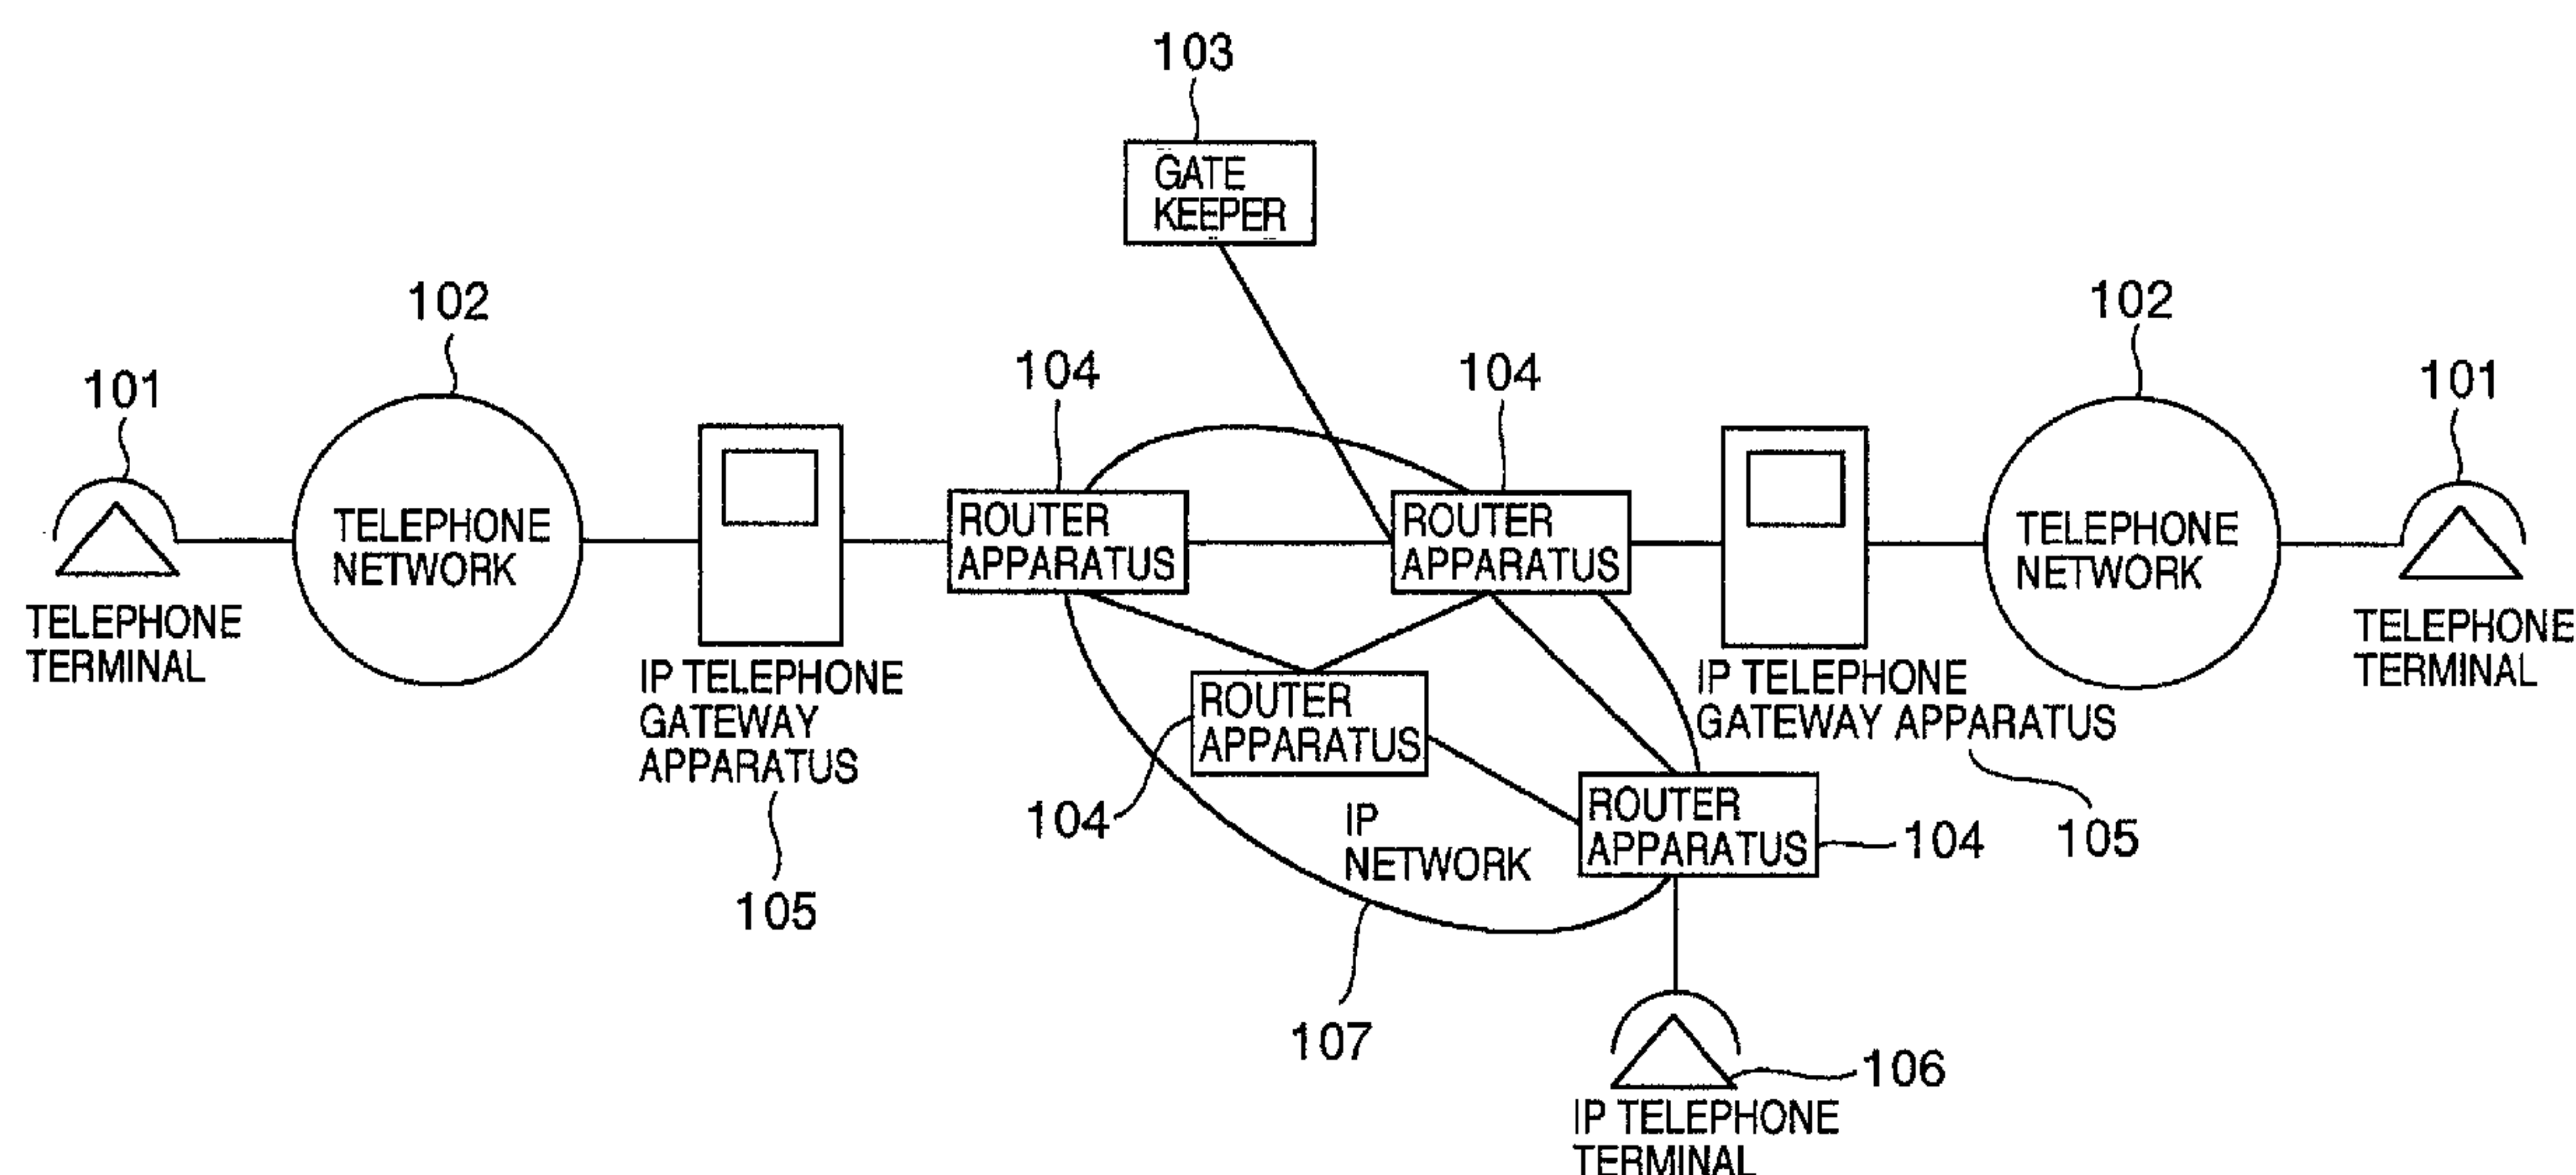 103
GATE
KEEPER
102
102
101
104
104
101
TELEPHONE
NETWORK
ROUTER
APPARATUS
ROUTER
APPARATUS
TELEPHONE
NETWORK
TELEPHONE
TERMINAL
IP TELEPHONE
GATEWAY
APPARATUS
105
ROUTER
APPARATUS
104
IP TELEPHONE
GATEWAY APPARATUS
105
TELEPHONE
TERMINAL
IP
NETWORK
ROUTER
APPARATUS
104
107
106
IP TELEPHONE
TERMINAL